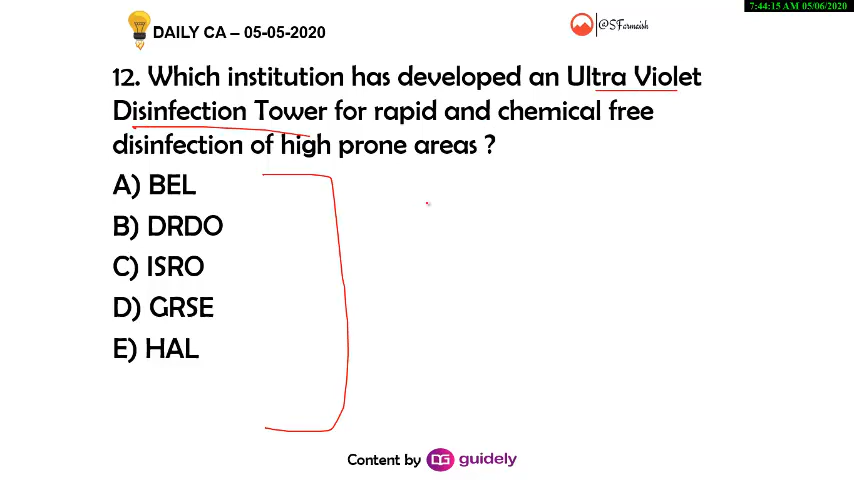 7:44:15 AM 05/06/2020
DAILY CA – 05-05-2020
@SFarmaish
12. Which institution has developed an Ultra Violet
Disinfection Tower for rapid and chemical free
disinfection of high prone areas ?
A) BEL
B) DRDO
C) ISRO
D) GRSE
E) HAL
Content by DG guidely